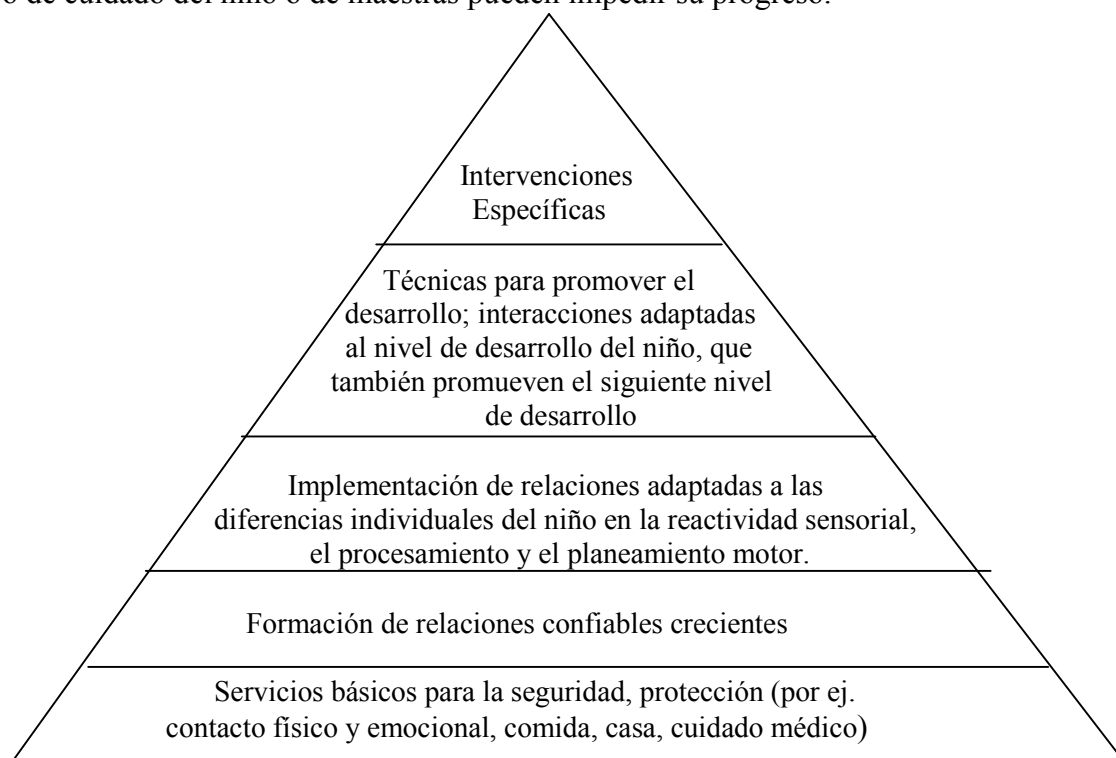 o de cuidado del niño o de maestras pueden impedir su progreso.
Intervenciones
Específicas
Técnicas para promover el
desarrollo; interacciones adaptadas
al nivel de desarrollo del niño, que
también promueven el siguiente nivel
de desarrollo
Implementación de relaciones adaptadas a las
diferencias individuales del niño en la reactividad sensorial,
el procesamiento y el planeamiento motor.
Formación de relaciones confiables crecientes
Servicios básicos para la seguridad, protección (por ej.
contacto físico y emocional, comida, casa, cuidado médico)